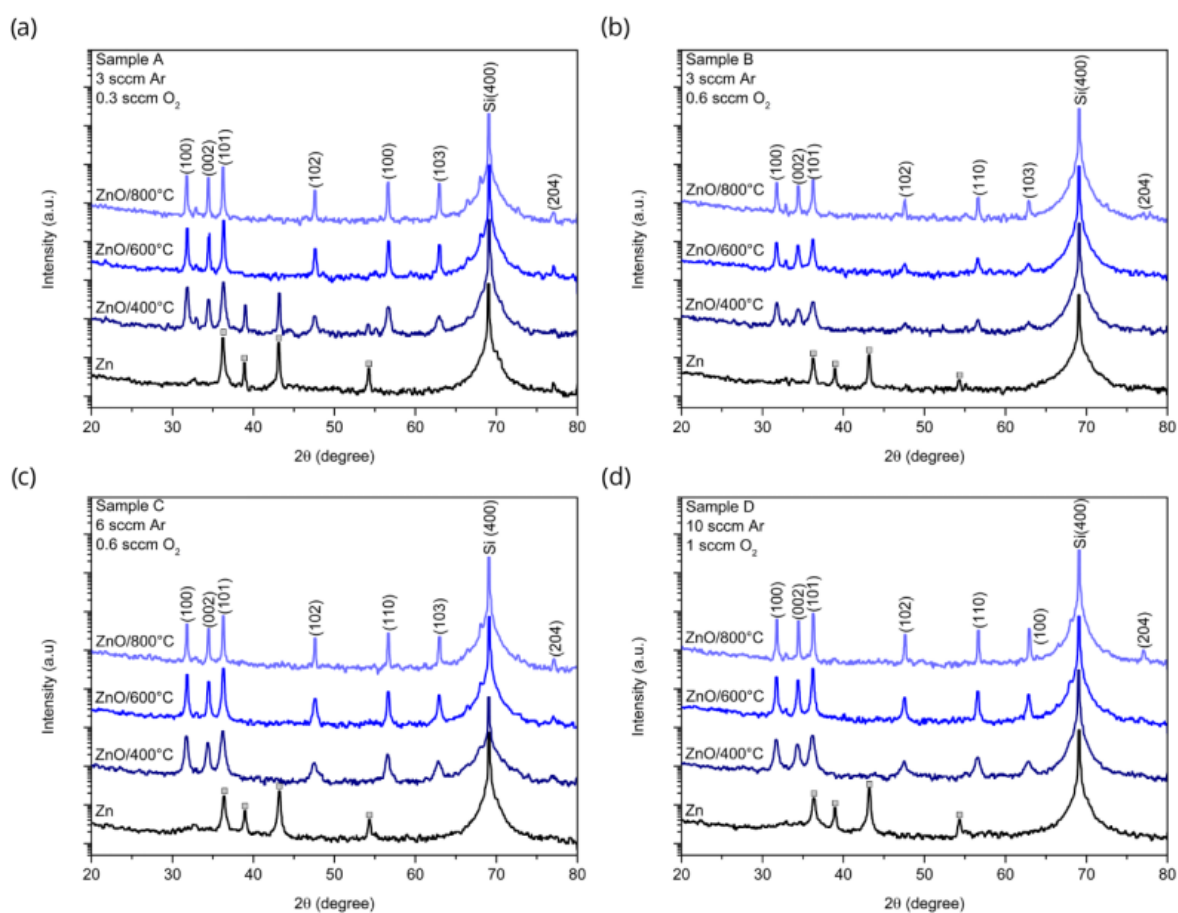 (a)
Sample A
3 sccm Ar
0.3 sccm O₂
(100)
(002)
(101)
(102)
(100)
(103)
Si(400)
(204)
ZnO/800°C
ZnO/600°C
ZnO/400°C
Zn
Intensity (a.u.)
20 30 40 50 60 70 80
2θ (degree)
(b)
Sample B
3 sccm Ar
0.6 sccm O₂
(100)
(002)
(101)
(102)
(110)
(103)
Si(400)
(204)
ZnO/800°C
ZnO/600°C
ZnO/400°C
Zn
Intensity (a.u.)
20 30 40 50 60 70 80
2θ (degree)
(c)
Sample C
6 sccm Ar
0.6 sccm O₂
(100)
(002)
(101)
(102)
(110)
(103)
Si (400)
(204)
ZnO/800°C
ZnO/600°C
ZnO/400°C
Zn
Intensity (a.u)
20 30 40 50 60 70 80
2θ (degree)
(d)
Sample D
10 sccm Ar
1 sccm O₂
(100)
(002)
(101)
(102)
(110)
(100)
Si(400)
(204)
ZnO/800°C
ZnO/600°C
ZnO/400°C
Zn
Intensity (a.u.)
20 30 40 50 60 70 80
2θ (degree)